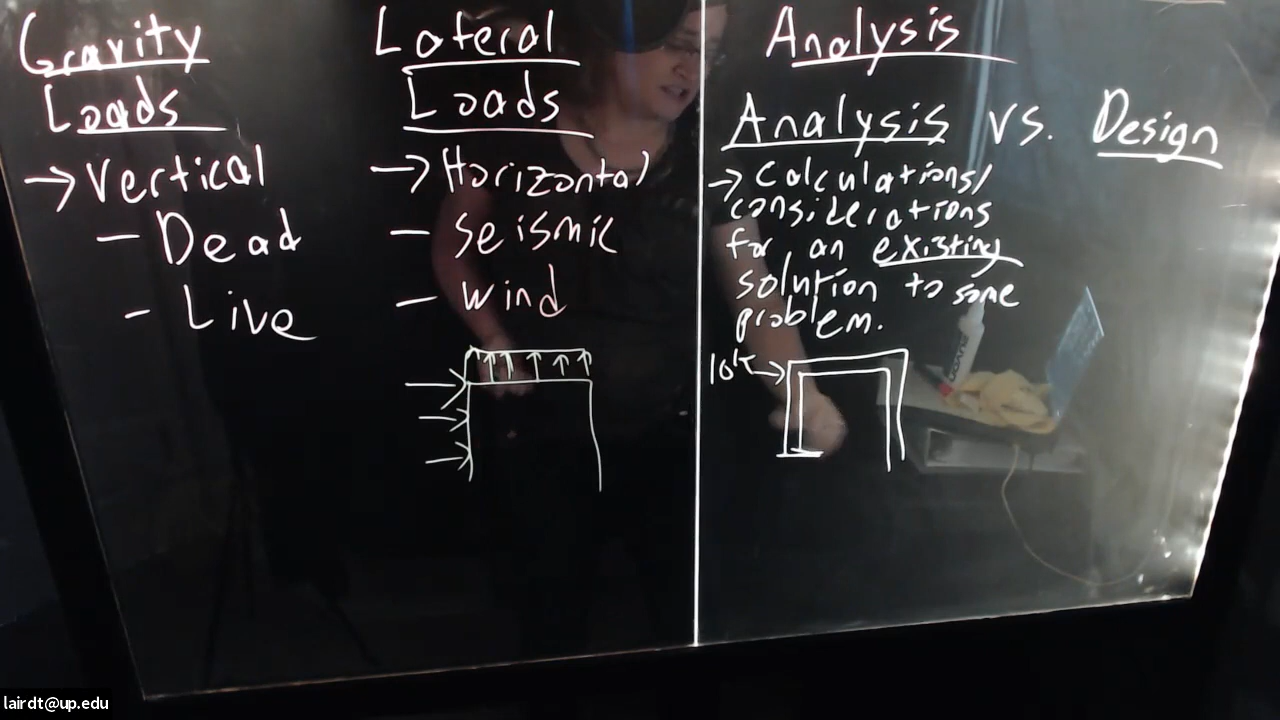 Gravity
Loads
→ Vertical
- Dead
- Live
Lateral
Loads
→ Horizontal
- Seismic
- Wind
Analysis
Analysis vs. Design
→ Calculations/
considerations
for an existing
solution to some
problem.
lairdt@up.edu